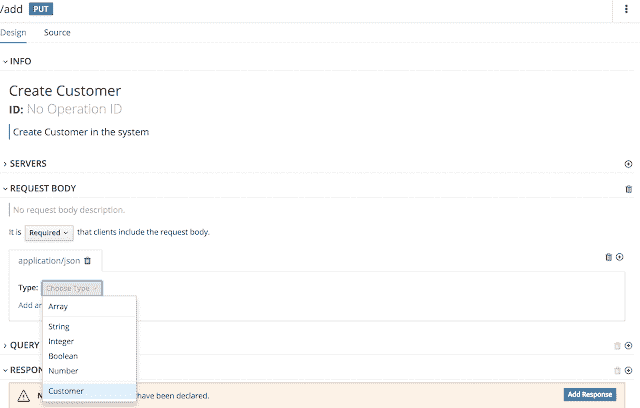 /add PUT
Design Source
INFO
Create Customer
ID: No Operation ID
Create Customer in the system
SERVERS
REQUEST BODY
No request body description.
It is Required that clients include the request body.
application/json
Type: Choose Type
Add an
Array
String
Integer
Boolean
Number
Customer
QUERY
RESPON
N have been declared.
Add Response